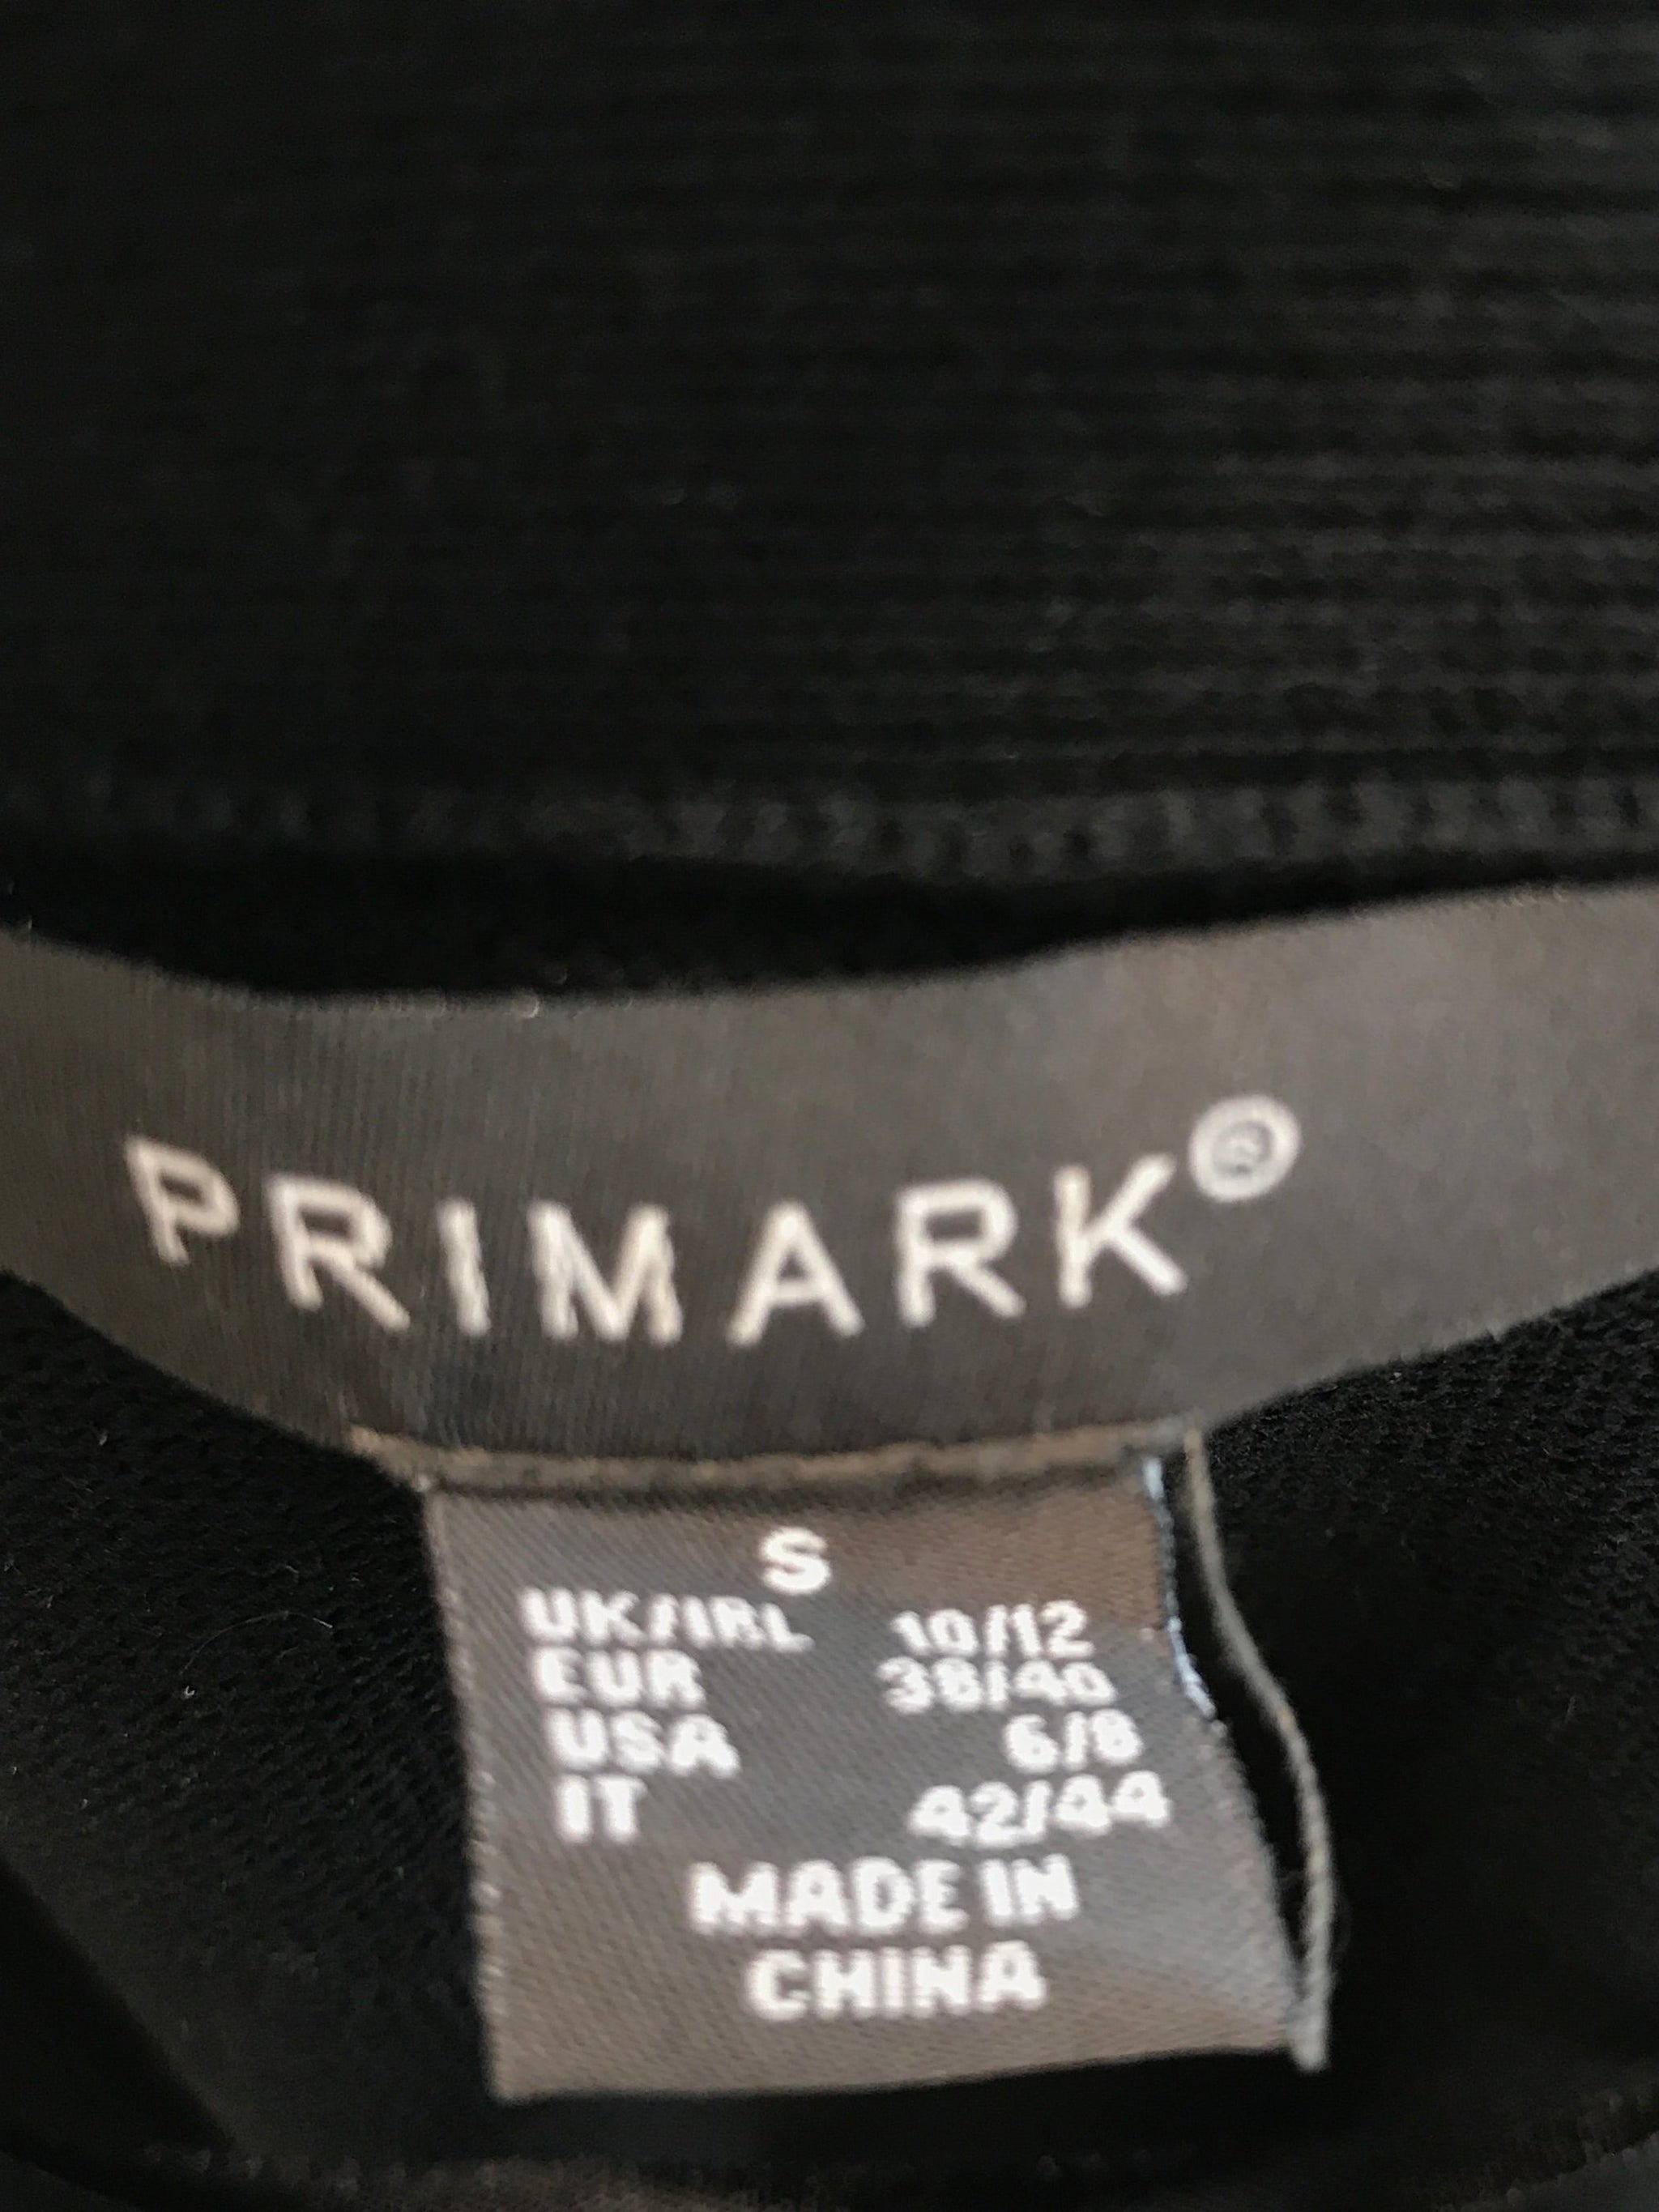 PRIMARK®
S
UK/IRL 10/12
EUR 38/40
USA 6/8
IT 42/44
MADE IN
CHINA